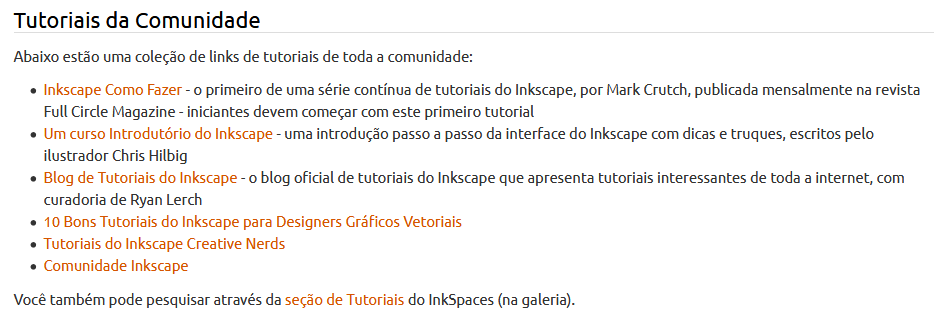 Tutoriais da Comunidade
Abaixo estão uma coleção de links de tutoriais de toda a comunidade:
• Inkscape Como Fazer - o primeiro de uma série contínua de tutoriais do Inkscape, por Mark Crutch, publicada mensalmente na revista
Full Circle Magazine - iniciantes devem começar com este primeiro tutorial
• Um curso Introdutório do Inkscape - uma introdução passo a passo da interface do Inkscape com dicas e truques, escritos pelo
ilustrador Chris Hilbig
• Blog de Tutoriais do Inkscape - o blog oficial de tutoriais do Inkscape que apresenta tutoriais interessantes de toda a internet, com
curadoria de Ryan Lerch
• 10 Bons Tutoriais do Inkscape para Designers Gráficos Vetoriais
• Tutoriais do Inkscape Creative Nerds
• Comunidade Inkscape
Você também pode pesquisar através da seção de Tutoriais do InkSpaces (na galeria).